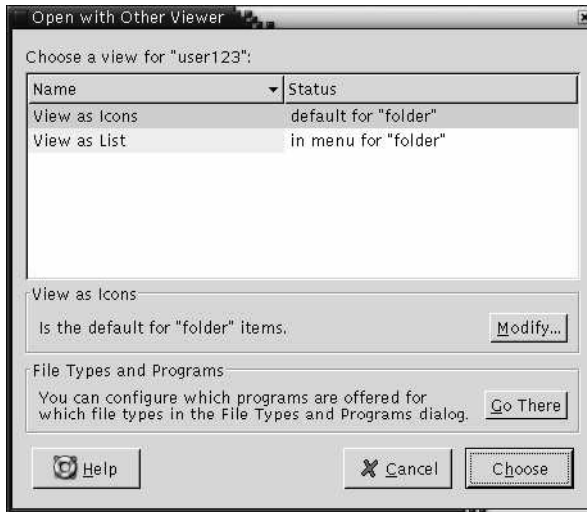 Open with Other Viewer
Choose a view for "user123":
Name Status
View as Icons default for "folder"
View as List in menu for "folder"
View as Icons
Is the default for "folder" items.
Modify...
File Types and Programs
You can configure which programs are offered for
which file types in the File Types and Programs dialog.
Go There
Help Cancel Choose